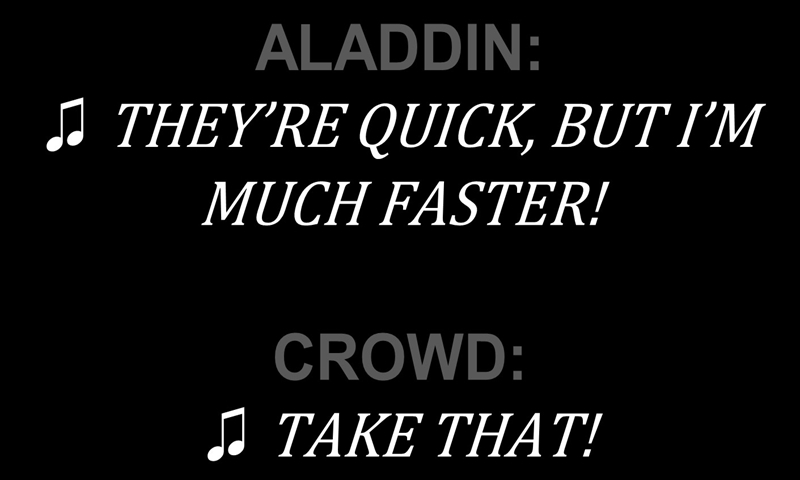 ALADDIN:
♫ THEY’RE QUICK, BUT I’M
MUCH FASTER!
CROWD:
♫ TAKE THAT!